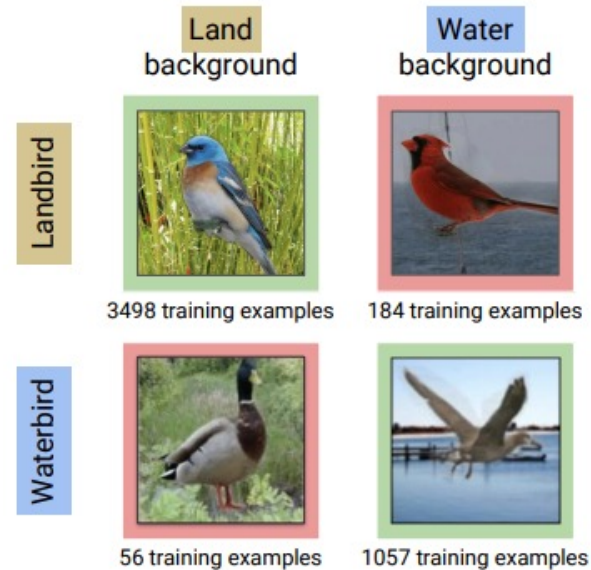 Land
background
Water
background
Landbird
3498 training examples
184 training examples
Waterbird
56 training examples
1057 training examples